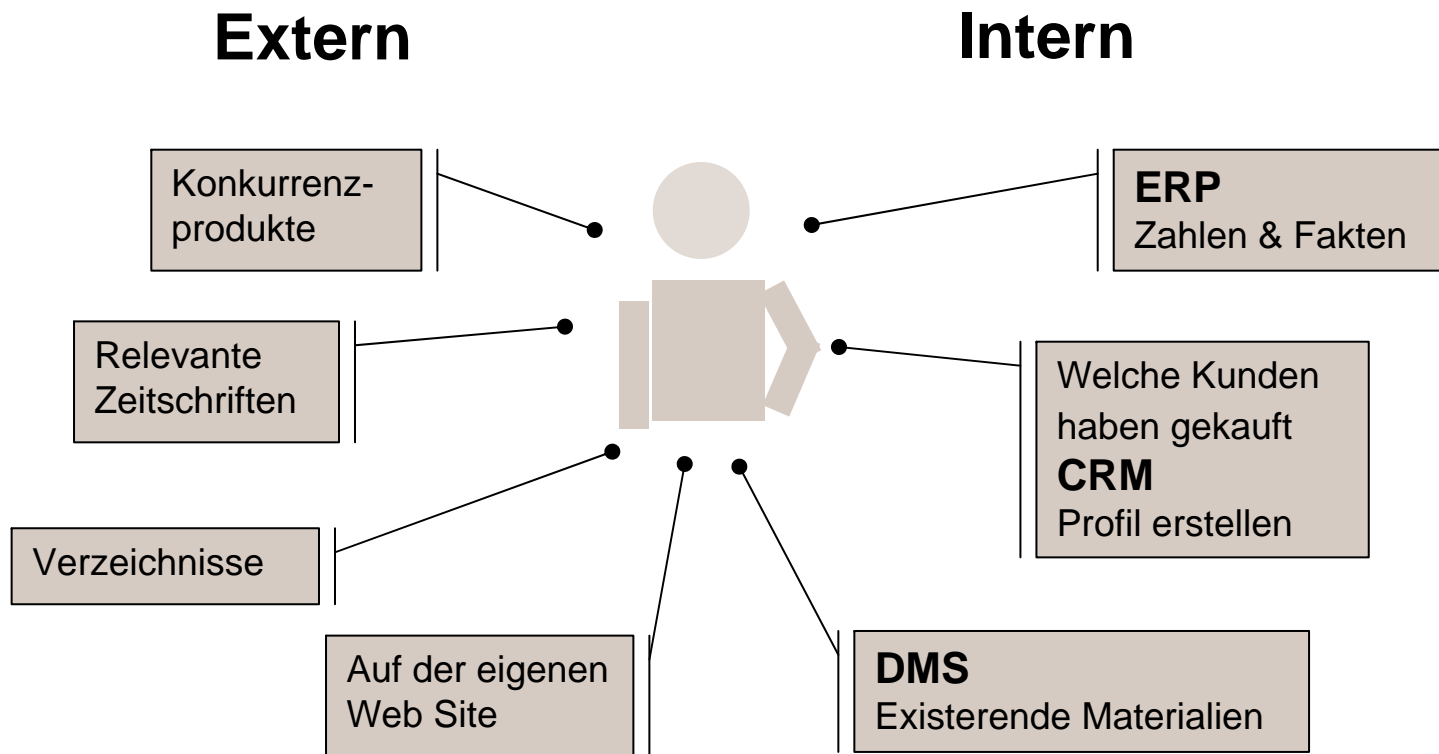 Extern
Intern
Konkurrenz-
produkte
ERP
Zahlen & Fakten
Relevante
Zeitschriften
Welche Kunden
haben gekauft
CRM
Profil erstellen
Verzeichnisse
Auf der eigenen
Web Site
DMS
Existerende Materialien